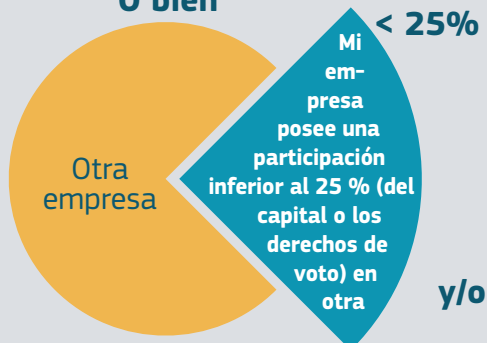 O bien
< 25%
Mi
em-
presa
posee una
participación
inferior al 25 % (del
capital o los
derechos de
voto) en
otra
Otra
empresa
y/o